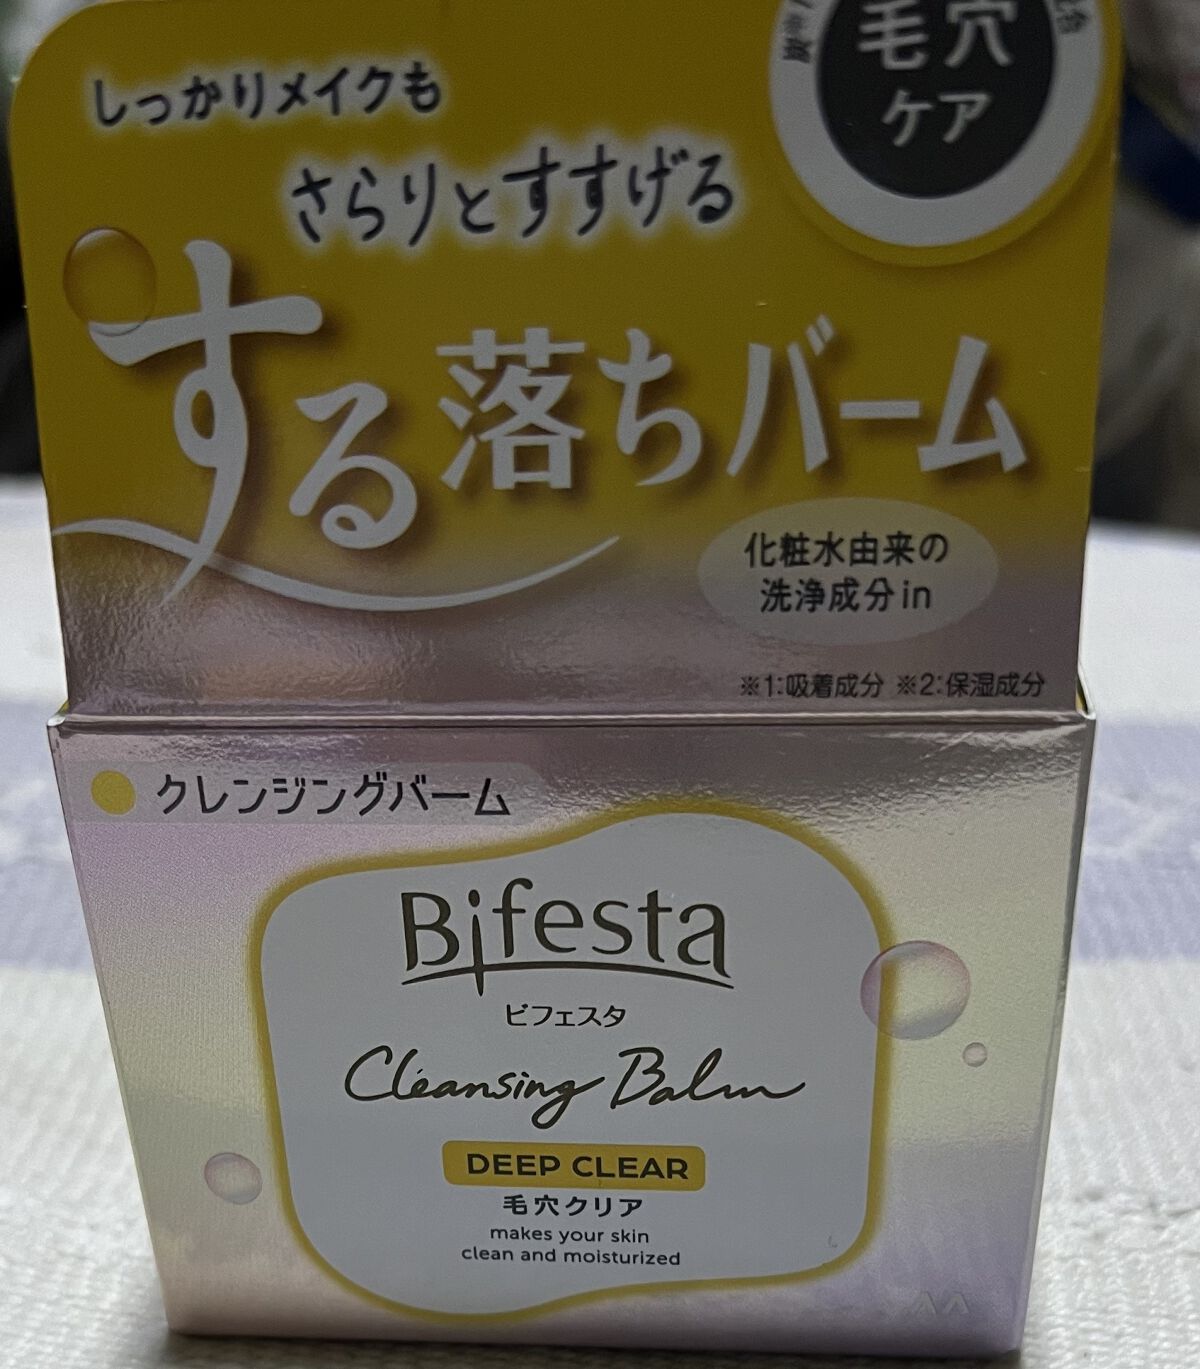 毛穴
ケア
しっかりメイクも
さらりとすすげる
する落ちバーム
化粧水由来の
洗浄成分in
※1:吸着成分 ※2:保湿成分
クレンジングバーム
Bifesta
ビフェスタ
Cleansing Balm
DEEP CLEAR
毛穴クリア
makes your skin
clean and moisturized